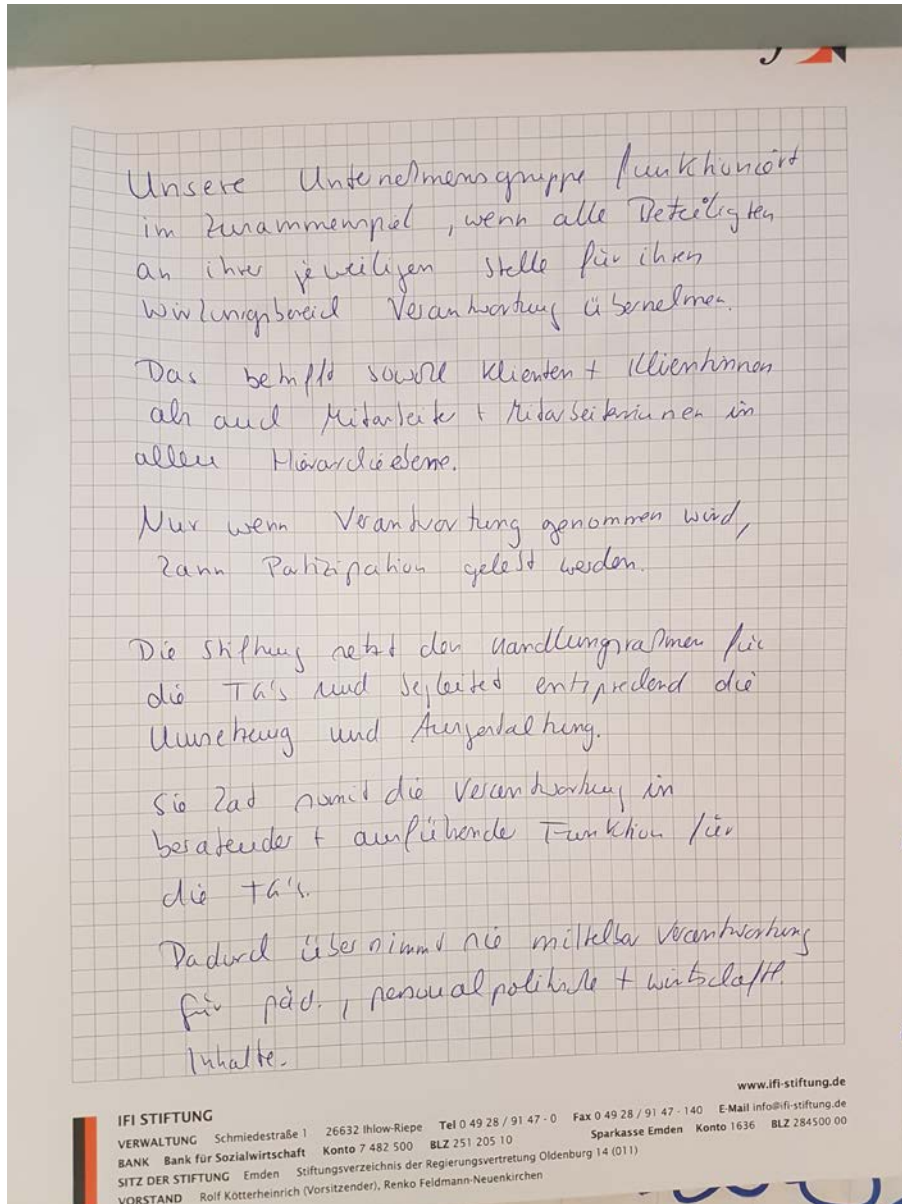 Unsere Unternehmensgruppe funktioniert
im Zusammenspiel, wenn alle Beteiligten
an ihrer jeweiligen Stelle für ihren
Wirkungsbereich Verantwortung übernehmen.
Das betrifft sowohl Klienten + Klientinnen
als auch Mitarbeiter + Mitarbeiterinnen in
allen Hierarchieebene.
Nur wenn Verantwortung genommen wird,
kann Partizipation gelebt werden.
Die Stiftung setzt den Handlungsrahmen für
die TG's und begleitet entsprechend die
Umsetzung und Ausgestaltung.
Sie hat somit die Verantwortung in
beratender + ausführende Funktion für
die TG's.
Dadurch übernimmt sie mittelbar Verantwortung
für päd., personalpolitische + wirtschaftl.
Inhalte.
www.ifi-stiftung.de
IFI STIFTUNG
VERWALTUNG Schmiedestraße 1 26632 Ihlow-Riepe Tel 0 49 28 / 91 47 - 0 Fax 0 49 28 / 91 47 - 140 E-Mail info@ifi-stiftung.de
BANK Bank für Sozialwirtschaft Konto 7 482 500 BLZ 251 205 10 Sparkasse Emden Konto 1636 BLZ 284500 00
SITZ DER STIFTUNG Emden Stiftungsverzeichnis der Regierungsvertretung Oldenburg 14 (011)
VORSTAND Rolf Kötterheinrich (Vorsitzender), Renko Feldmann-Neuenkirchen